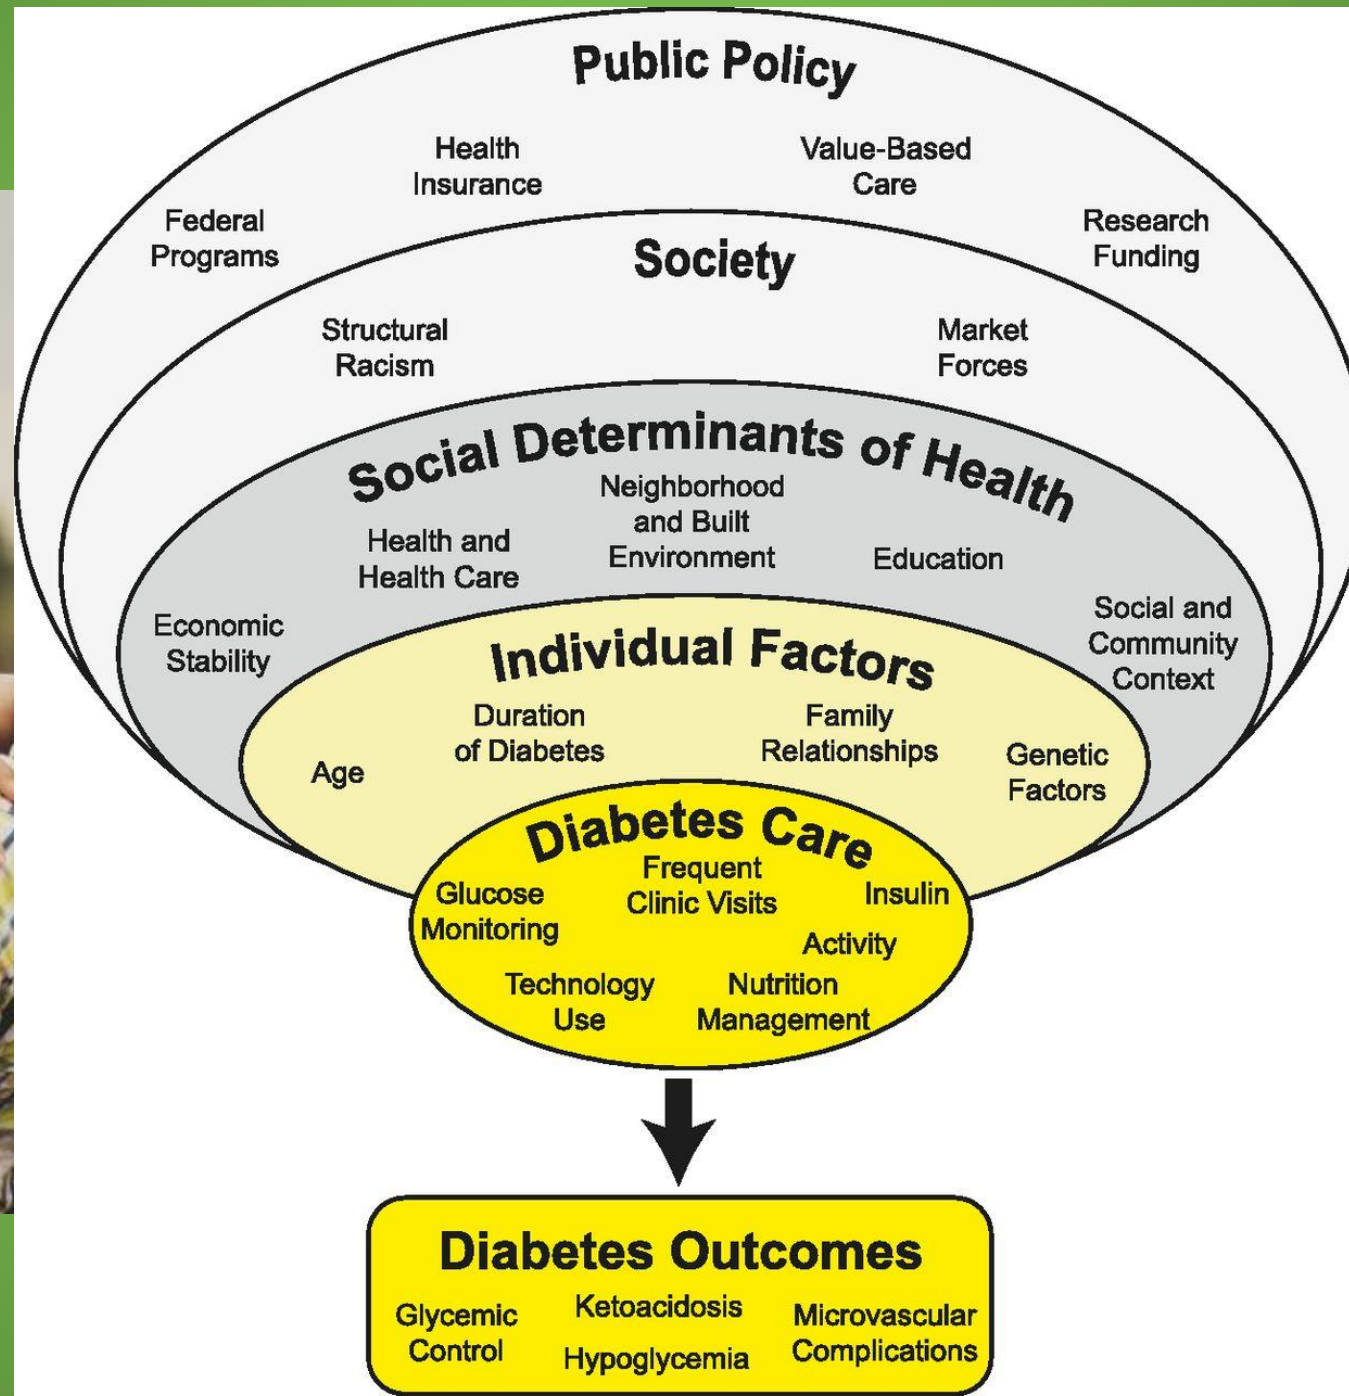 Public Policy
Health
Insurance
Value-Based
Care
Federal
Programs
Research
Funding
Society
Structural
Racism
Market
Forces
Social Determinants of Health
Neighborhood
and Built
Environment
Health and
Health Care
Education
Economic
Stability
Social and
Community
Context
Individual Factors
Duration
of Diabetes
Family
Relationships
Age
Genetic
Factors
Diabetes Care
Frequent
Clinic Visits
Glucose
Monitoring
Insulin
Activity
Technology
Use
Nutrition
Management
Diabetes Outcomes
Glycemic
Control
Ketoacidosis
Hypoglycemia
Microvascular
Complications